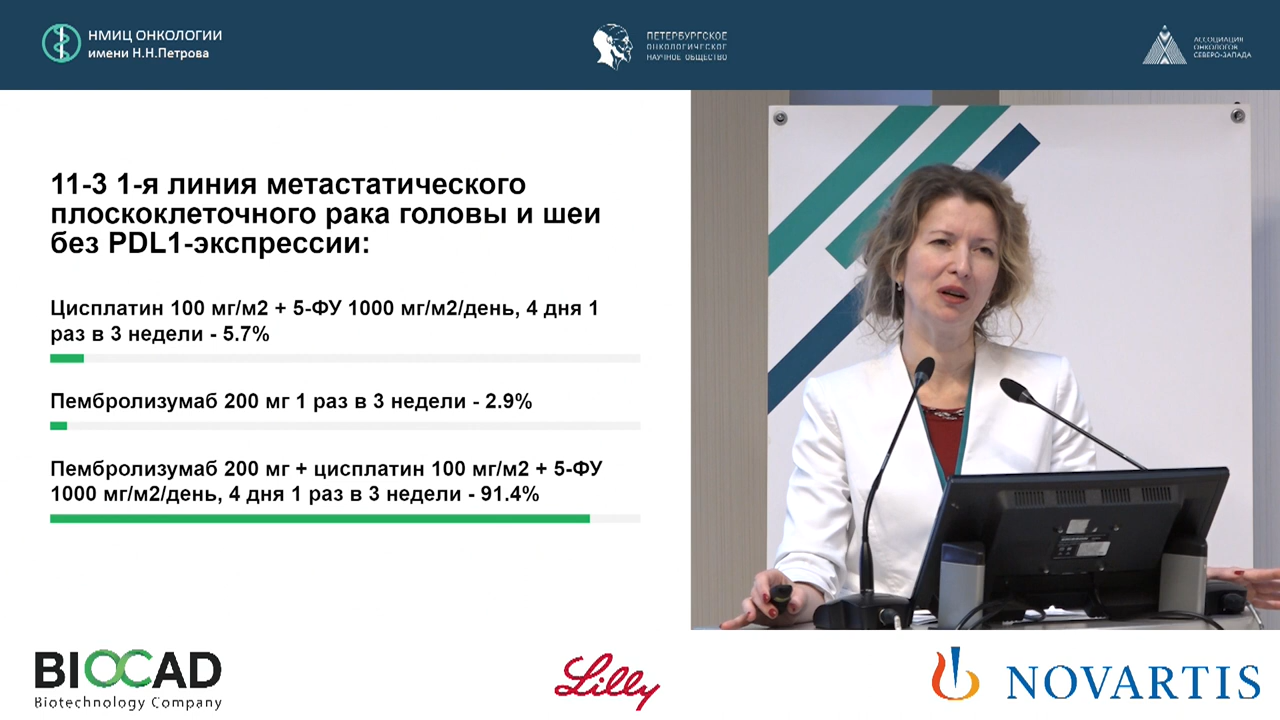 НМИЦ ОНКОЛОГИИ
имени Н.Н.Петрова
ПЕТЕРБУРГСКОЕ
ОНКОЛОГИЧЕСКОЕ
НАУЧНОЕ ОБЩЕСТВО
АССОЦИАЦИЯ
ОНКОЛОГОВ
СЕВЕРО-ЗАПАДА
11-3 1-я линия метастатического
плоскоклеточного рака головы и шеи
без PDL1-экспрессии:
Цисплатин 100 мг/м2 + 5-ФУ 1000 мг/м2/день, 4 дня 1
раз в 3 недели - 5.7%
Пембролизумаб 200 мг 1 раз в 3 недели - 2.9%
Пембролизумаб 200 мг + цисплатин 100 мг/м2 + 5-ФУ
1000 мг/м2/день, 4 дня 1 раз в 3 недели - 91.4%
BIOCAD
Biotechnology Company
Lilly
NOVARTIS